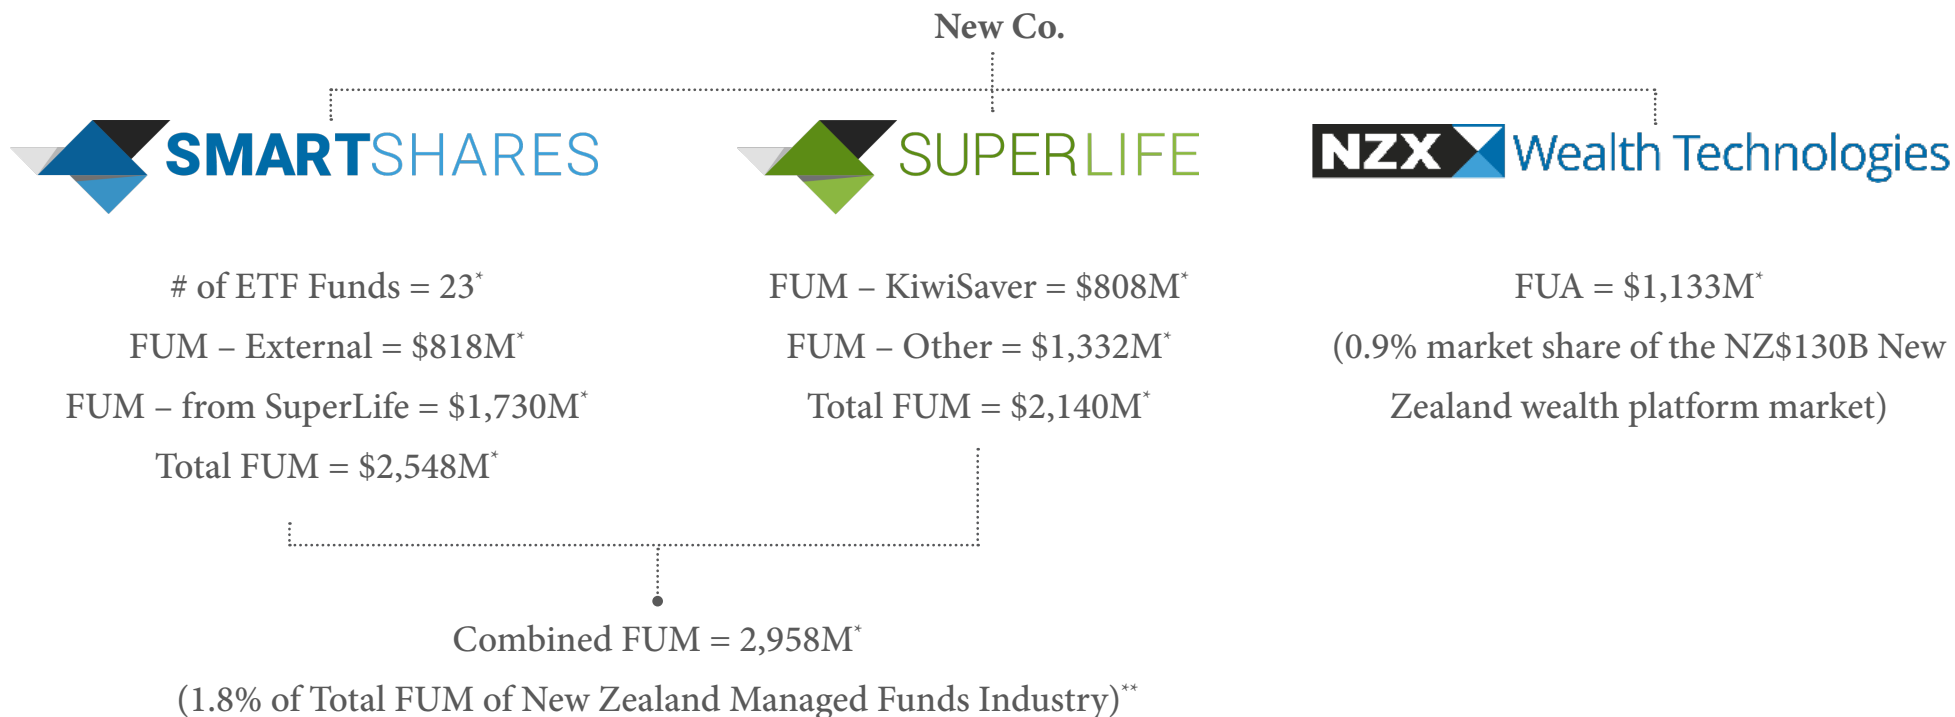 New Co.
SMARTSHARES
SUPERLIFE
NZX Wealth Technologies
# of ETF Funds = 23*
FUM – External = $818M*
FUM – from SuperLife = $1,730M*
Total FUM = $2,548M*
FUM – KiwiSaver = $808M*
FUM – Other = $1,332M*
Total FUM = $2,140M*
FUA = $1,133M*
(0.9% market share of the NZ$130B New
Zealand wealth platform market)
Combined FUM = 2,958M*
(1.8% of Total FUM of New Zealand Managed Funds Industry)**